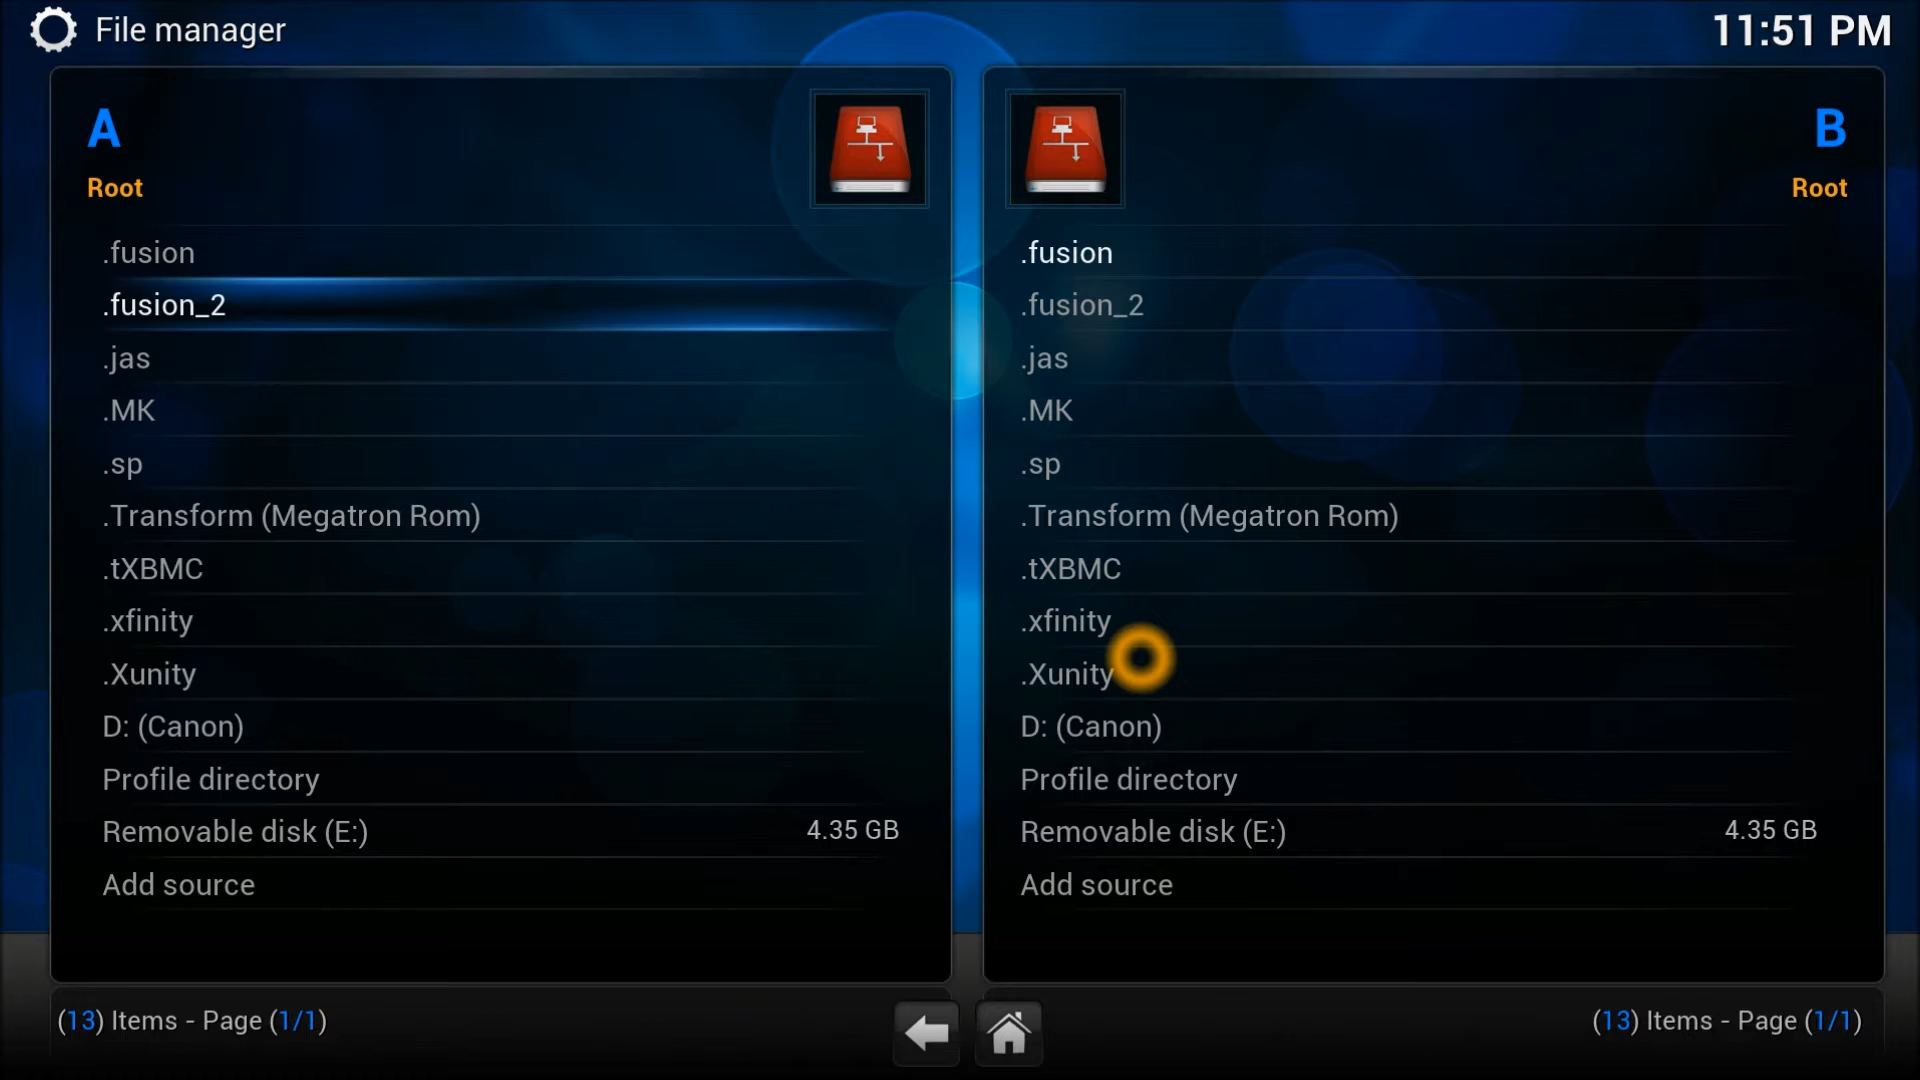 File manager
11:51 PM
A
Root
.fusion
.fusion_2
.jas
.MK
.sp
.Transform (Megatron Rom)
.tXBMC
.xfinity
.Xunity
D: (Canon)
Profile directory
Removable disk (E:) 4.35 GB
Add source
(13) Items - Page (1/1)
B
Root
.fusion
.fusion_2
.jas
.MK
.sp
.Transform (Megatron Rom)
.tXBMC
.xfinity
.Xunity
D: (Canon)
Profile directory
Removable disk (E:) 4.35 GB
Add source
(13) Items - Page (1/1)